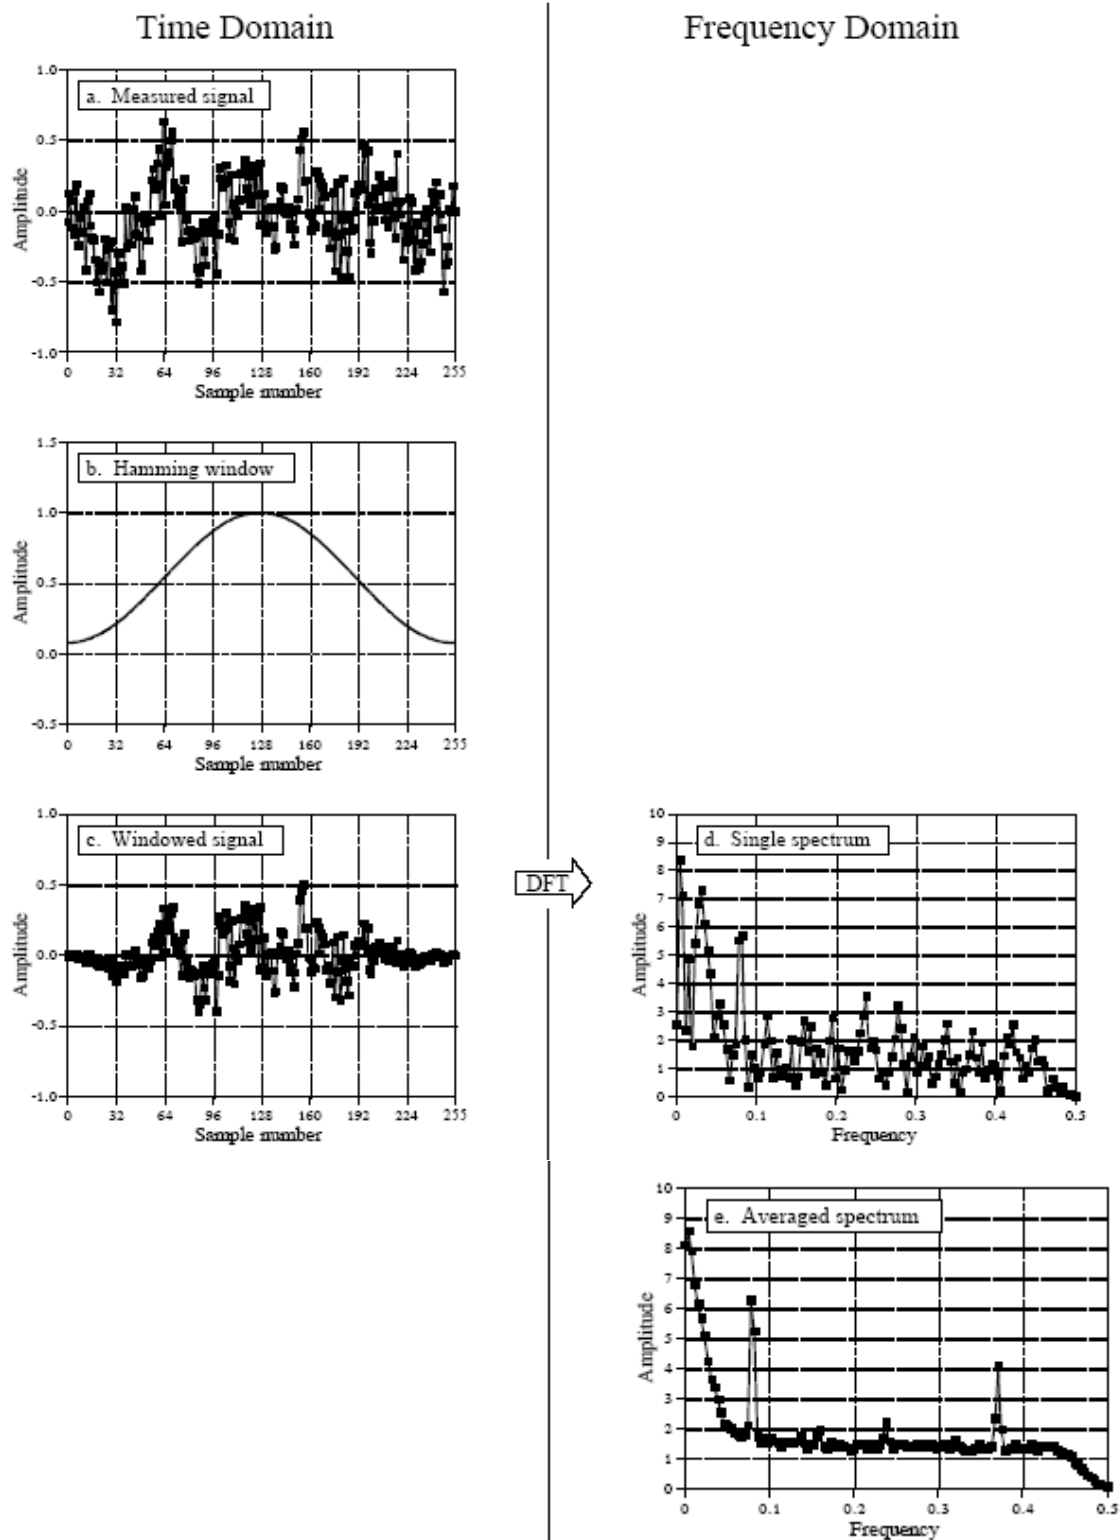 Time Domain
Frequency Domain
a. Measured signal
1.0
0.5
0.0
-0.5
-1.0
Amplitude
0 32 64 96 128 160 192 224 255
Sample number
b. Hamming window
1.5
1.0
0.5
0.0
-0.5
Amplitude
0 32 64 96 128 160 192 224 255
Sample number
c. Windowed signal
1.0
0.5
0.0
-0.5
-1.0
Amplitude
0 32 64 96 128 160 192 224 255
Sample number
DFT
d. Single spectrum
10
9
8
7
6
5
4
3
2
1
0
Amplitude
0 0.1 0.2 0.3 0.4 0.5
Frequency
e. Averaged spectrum
10
9
8
7
6
5
4
3
2
1
0
Amplitude
0 0.1 0.2 0.3 0.4 0.5
Frequency